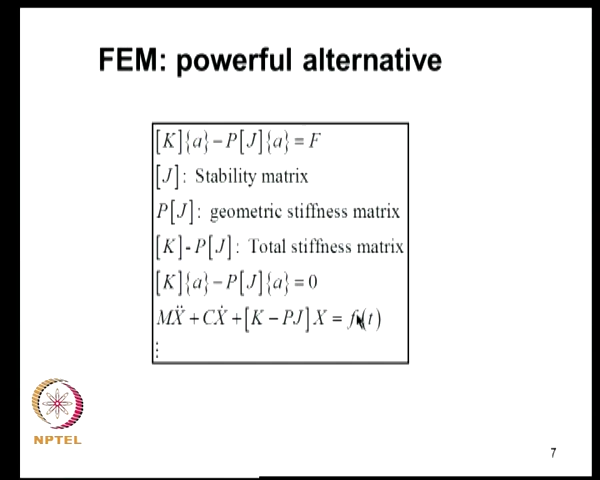 FEM: powerful alternative
[K]{a}−P[J]{a}=F
[J]: Stability matrix
P[J]: geometric stiffness matrix
[K]-P[J]: Total stiffness matrix
[K]{a}−P[J]{a}=0
MẌ+CẊ+[K−PJ]X=f(t)
⋮
NPTEL
7